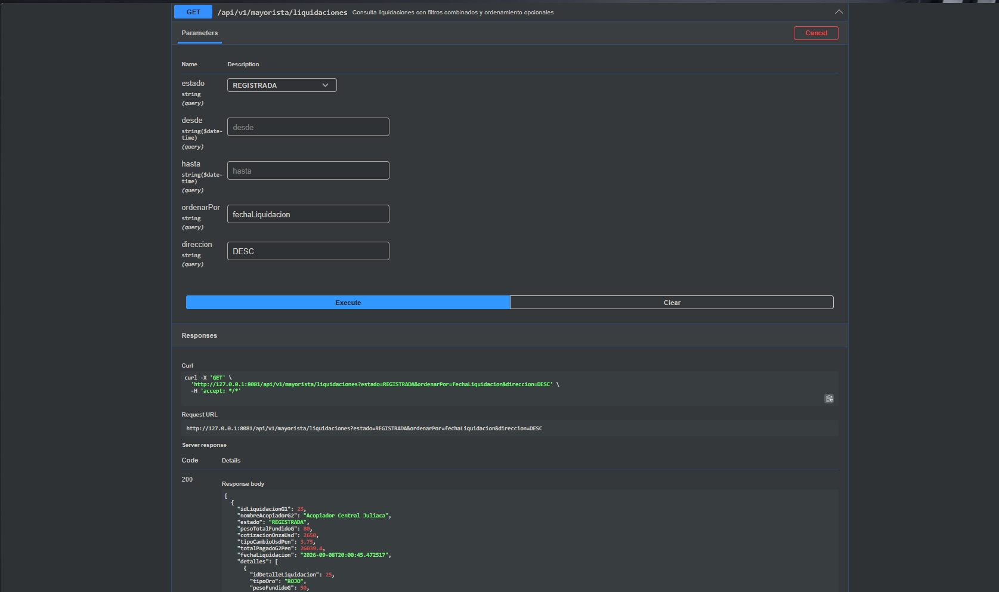 GET /api/v1/mayorista/liquidaciones Consulta liquidaciones con filtros combinados y ordenamiento opcionales
Parameters
Cancel
Name Description
estado
string
(query)
REGISTRADA
desde
string($date-
time)
(query)
desde
hasta
string($date-
time)
(query)
hasta
ordenarPor
string
(query)
fechaLiquidacion
direccion
string
(query)
DESC
Execute Clear
Responses
Curl
curl -X 'GET' \
'http://127.0.0.1:8081/api/v1/mayorista/liquidaciones?estado=REGISTRADA&ordenarPor=fechaLiquidacion&direccion=DESC' \
-H 'accept: */*'
Request URL
http://127.0.0.1:8081/api/v1/mayorista/liquidaciones?estado=REGISTRADA&ordenarPor=fechaLiquidacion&direccion=DESC
Server response
Code Details
200
Response body
[
{
"idLiquidacionG1": 25,
"nombreAcopiadorG2": "Acopiador Central Juliaca",
"estado": "REGISTRADA",
"pesoTotalFundidoG": 80,
"cotizacionOnzaUsd": 2650,
"tipoCambioUsdPen": 3.75,
"totalPagadoG2Pen": 26039.4,
"fechaLiquidacion": "2026-09-08T20:00:45.472517",
"detalles": [
{
"idDetalleLiquidacion": 25,
"tipoOro": "ROJO",
"pesoFundidoG": 50,